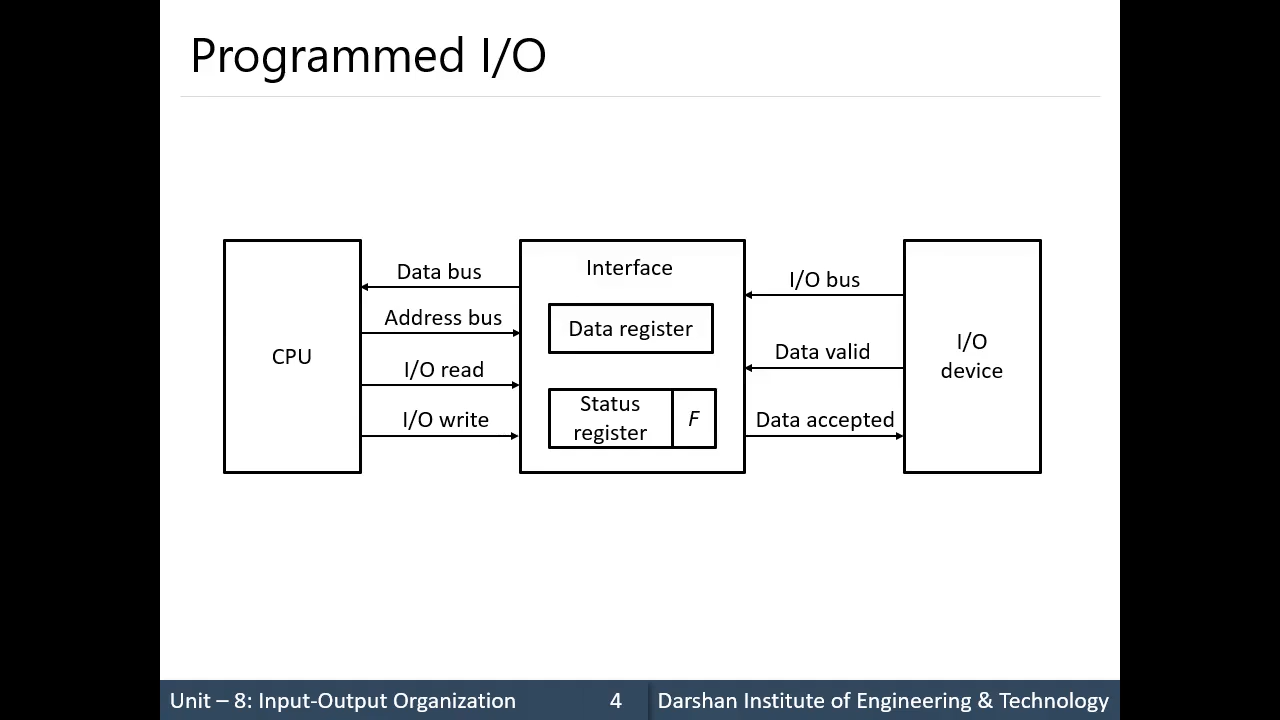 Programmed I/O
CPU
Data bus
Address bus
I/O read
I/O write
Interface
Data register
Status
register
F
I/O bus
Data valid
Data accepted
I/O
device
Unit – 8: Input-Output Organization
4
Darshan Institute of Engineering & Technology